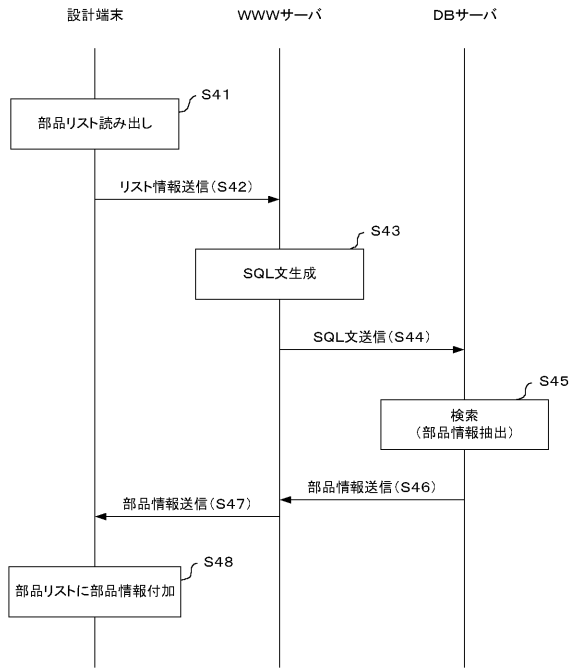 設計端末
WWWサーバ
DBサーバ
S41
部品リスト読み出し
リスト情報送信(S42)
S43
SQL文生成
SQL文送信(S44)
S45
検索
(部品情報抽出)
部品情報送信(S46)
部品情報送信(S47)
S48
部品リストに部品情報付加